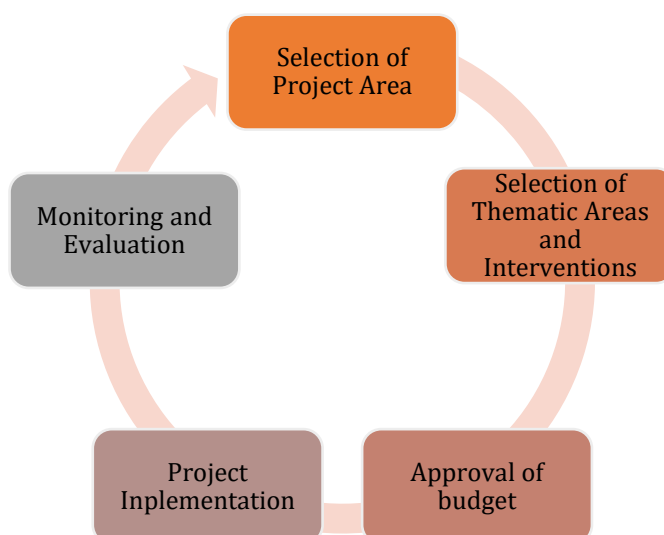 Selection of
Project Area
Selection of
Thematic Areas
and
Interventions
Approval of
budget
Project
Inplementation
Monitoring and
Evaluation